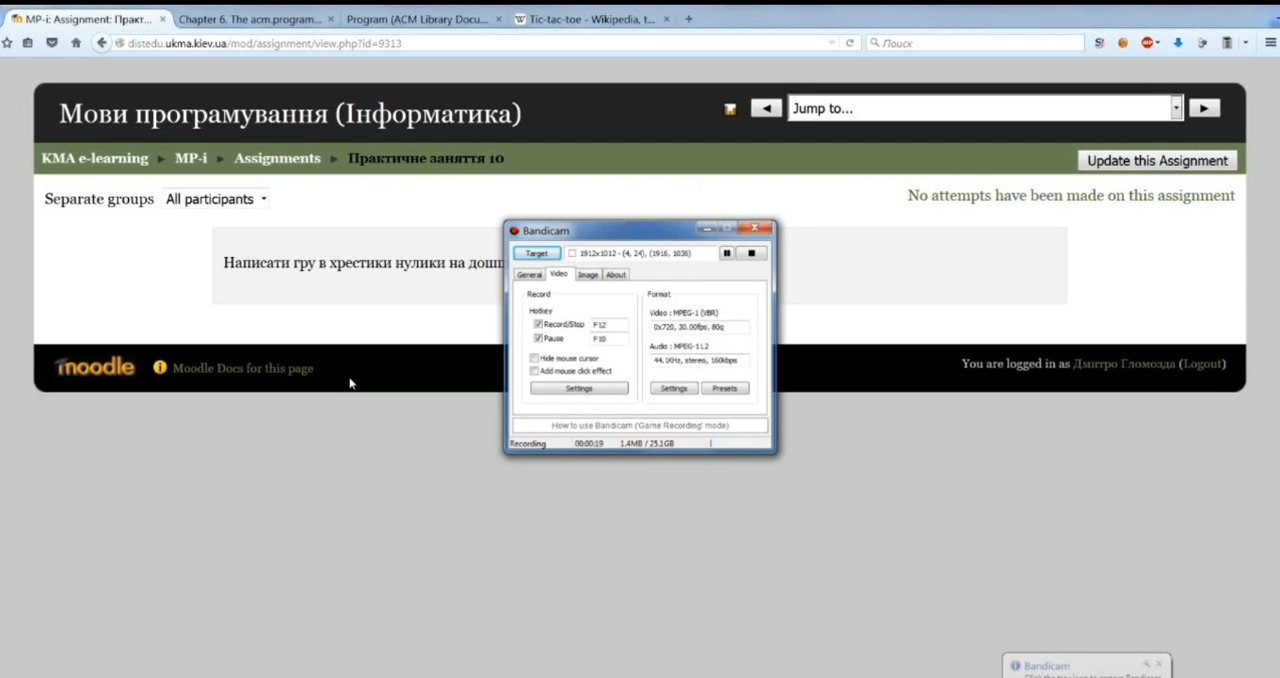 MP-i: Assignment: Практ...
Chapter 6. The acm.program...
Program (ACM Library Docu...
W Tic-tac-toe - Wikipedia, t...
distedu.ukma.kiev.ua/mod/assignment/view.php?id=9313
Поиск
Мови програмування (Інформатика)
Jump to...
KMA e-learning ► MP-i ► Assignments ► Практичне заняття 10
Update this Assignment
Separate groups All participants
No attempts have been made on this assignment
Написати гру в хрестики нулики на
Bandicam
Target
1912x1012 - (4, 24), (1916, 1036)
General Video Image About
Record
Hotkey
Record/Stop F12
Pause F10
Hide mouse cursor
Add mouse click effect
Settings
Format
Video : MPEG-1 (VBR)
0x720, 30.00fps, 80q
Audio : MPEG-1 L2
44.1KHz, stereo, 160kbps
Settings Presets
How to use Bandicam ('Game Recording' mode)
Recording 00:00:19 1.4MB / 25.1GB
moodle
Moodle Docs for this page
You are logged in as Дмитро Гломозда (Logout)
Bandicam